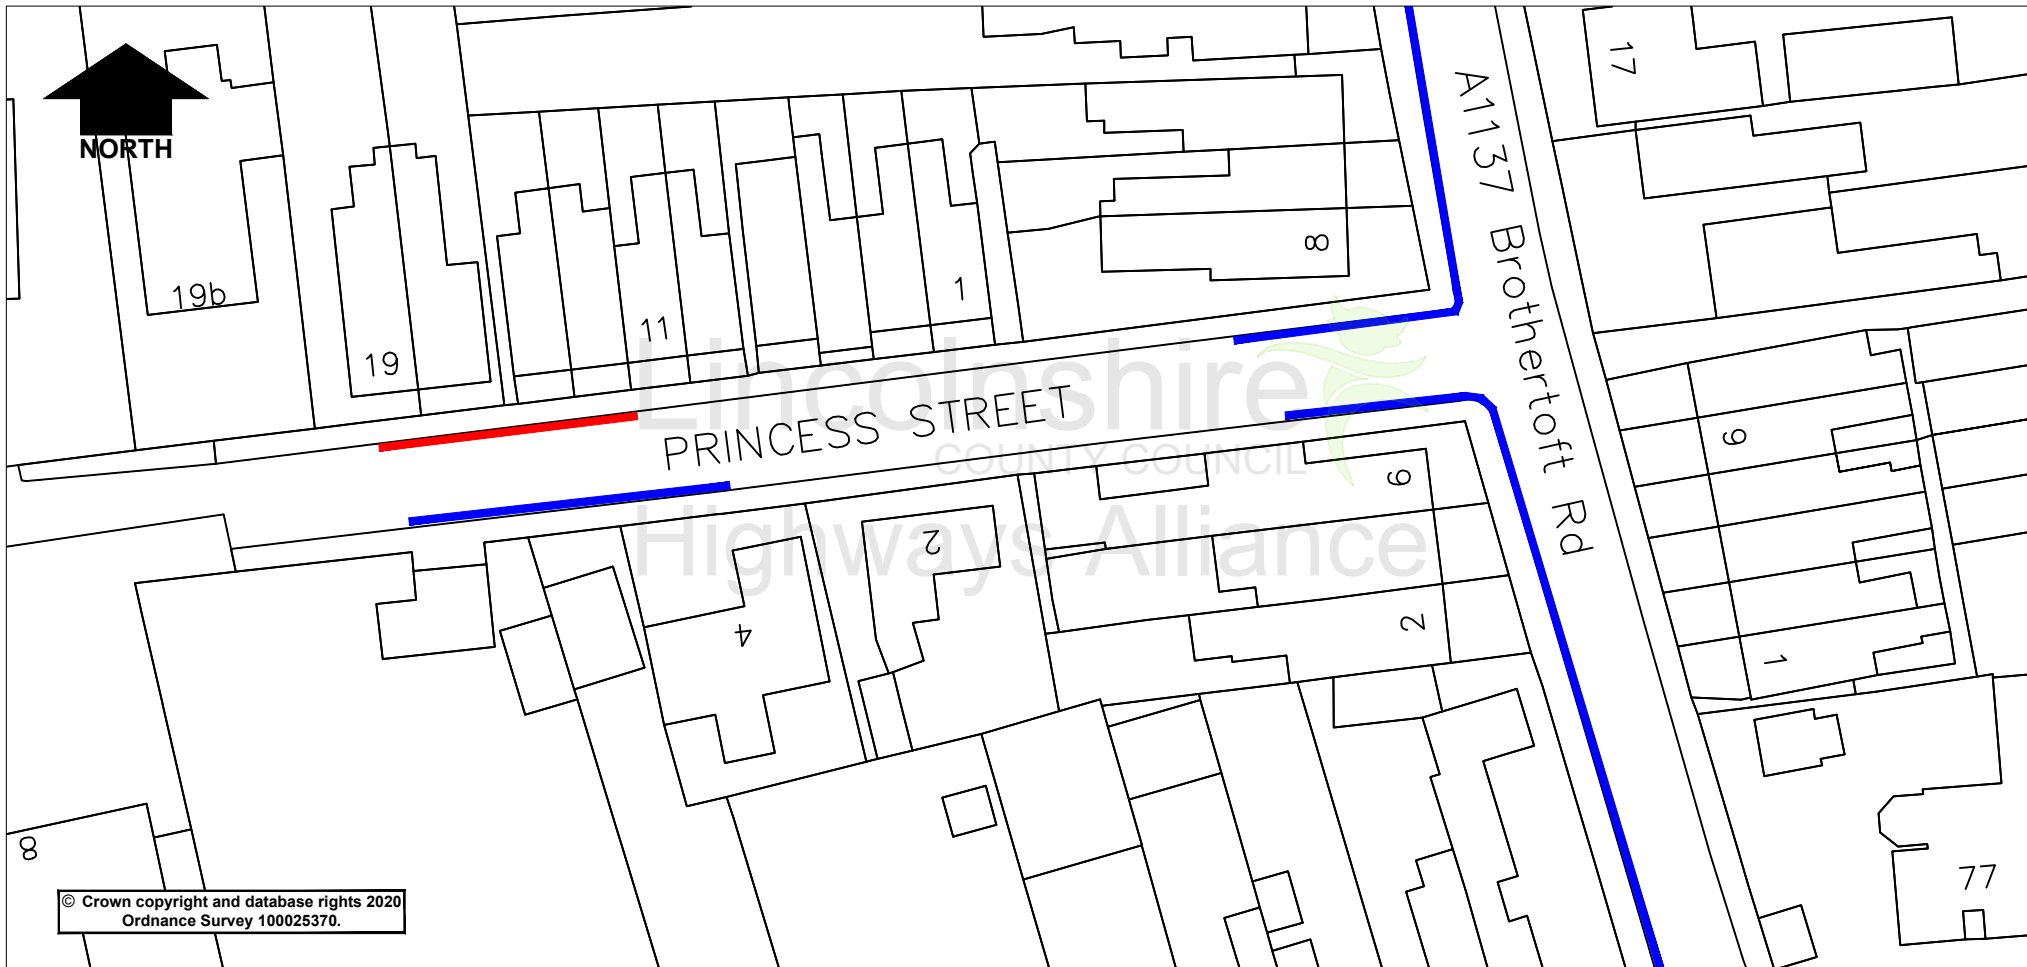 NORTH
17
A1137 Brothertoft Rd
19b
19
11
1
8
Lincolnshire
COUNTY COUNCIL
Highways Alliance
PRINCESS STREET
9
6
2
4
2
1
8
77
© Crown copyright and database rights 2020
Ordnance Survey 100025370.